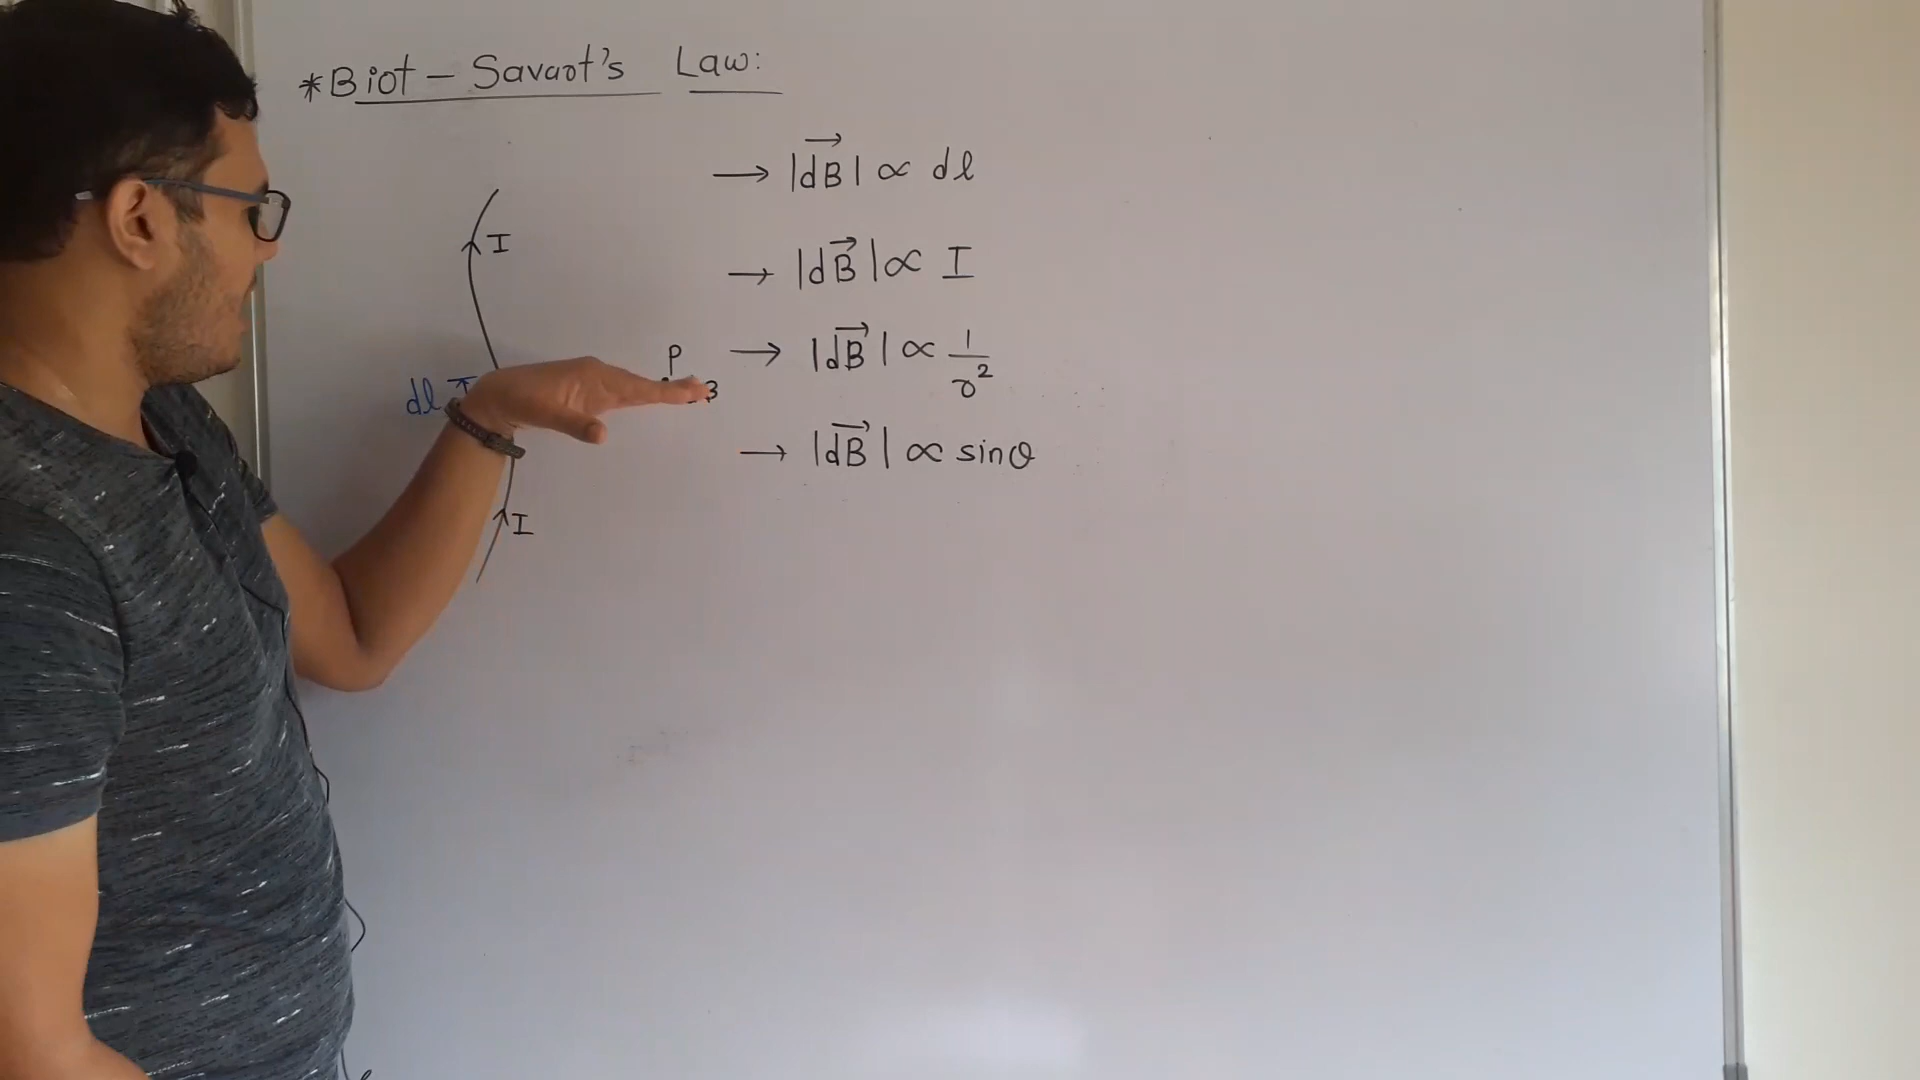 *Biot - Savart's Law:
→ |dB⃗| ∝ dl
I
→ |dB⃗| ∝ I
P → |dB⃗| ∝ 1/r²
dl
→ |dB⃗| ∝ sinθ
I